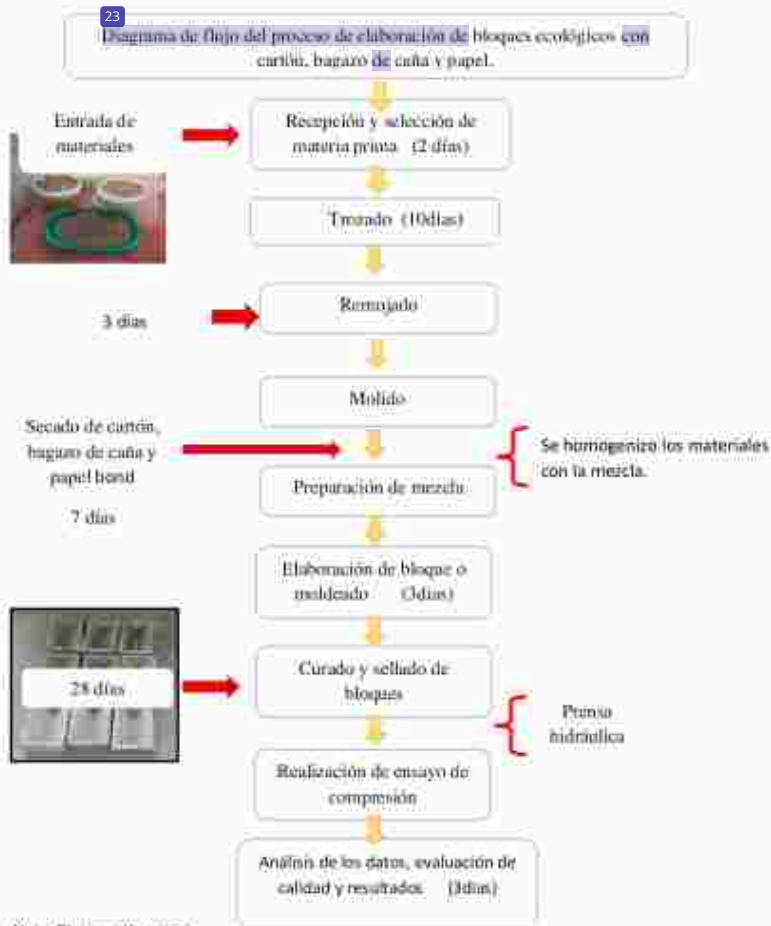 23
Diagrama de flujo del proceso de elaboración de bloques ecológicos con
cartón, bagazo de caña y papel.
Entrada de
materiales
Recepción y selección de
materia prima (2 días)
Trozado (10días)
3 días
Remojado
Molido
Secado de cartón,
bagazo de caña y
papel bond
7 días
Se homogenizo los materiales
con la mezcla.
Preparación de mezcla
Elaboración de bloque o
moldeado (3días)
28 días
Curado y sellado de
bloques
Prensa
hidráulica
Realización de ensayo de
compresión
Análisis de los datos, evaluación de
calidad y resultados (3días)